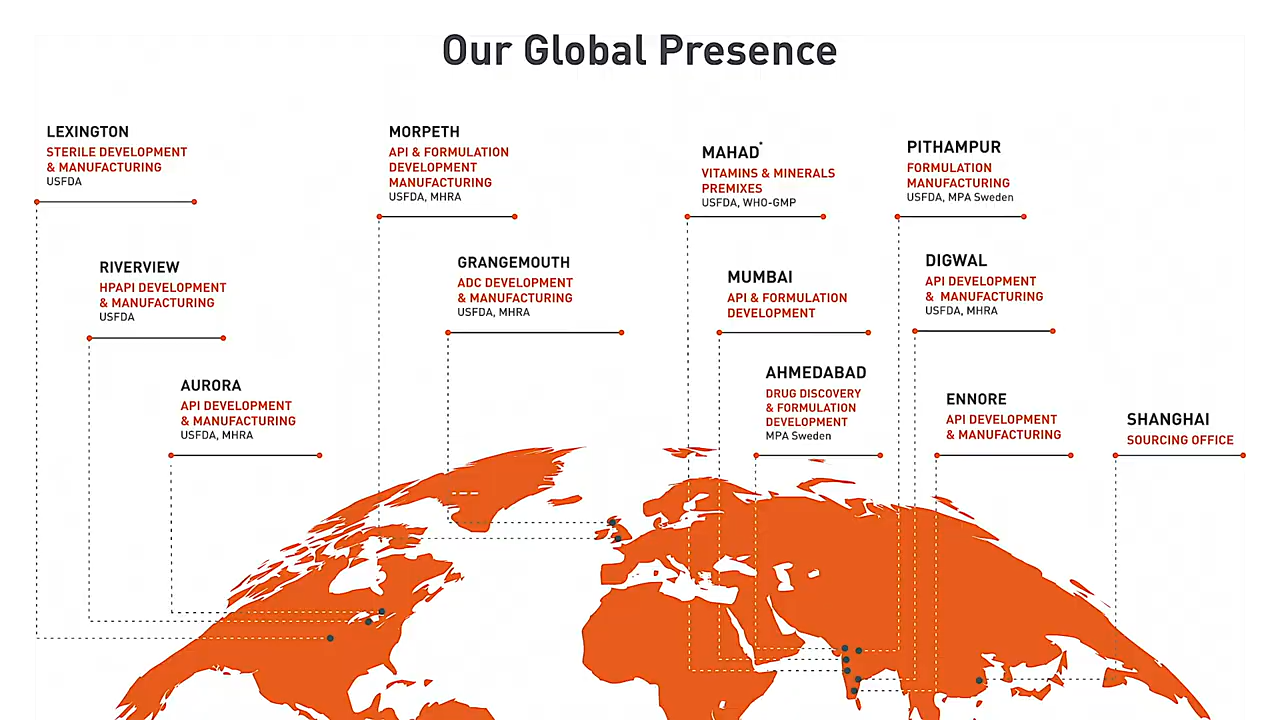 Our Global Presence
LEXINGTON
STERILE DEVELOPMENT
& MANUFACTURING
USFDA
RIVERVIEW
HPAPI DEVELOPMENT
& MANUFACTURING
USFDA
AURORA
API DEVELOPMENT
& MANUFACTURING
USFDA, MHRA
MORPETH
API & FORMULATION
DEVELOPMENT
MANUFACTURING
USFDA, MHRA
GRANGEMOUTH
ADC DEVELOPMENT
& MANUFACTURING
USFDA, MHRA
MAHAD*
VITAMINS & MINERALS
PREMIXES
USFDA, WHO-GMP
MUMBAI
API & FORMULATION
DEVELOPMENT
AHMEDABAD
DRUG DISCOVERY
& FORMULATION
DEVELOPMENT
MPA Sweden
PITHAMPUR
FORMULATION
MANUFACTURING
USFDA, MPA Sweden
DIGWAL
API DEVELOPMENT
& MANUFACTURING
USFDA, MHRA
ENNORE
API DEVELOPMENT
& MANUFACTURING
SHANGHAI
SOURCING OFFICE